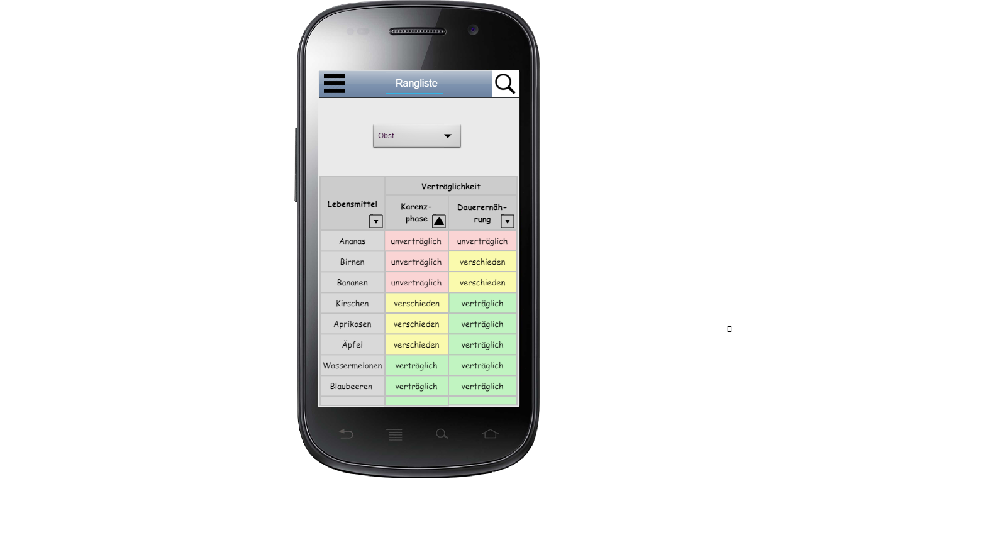 Rangliste
Obst
Verträglichkeit
Lebensmittel
Karenz-
phase
Dauerernäh-
rung
Ananas unverträglich unverträglich
Birnen unverträglich verschieden
Bananen unverträglich verschieden
Kirschen verschieden verträglich
Aprikosen verschieden verträglich
Äpfel verschieden verträglich
Wassermelonen verträglich verträglich
Blaubeeren verträglich verträglich